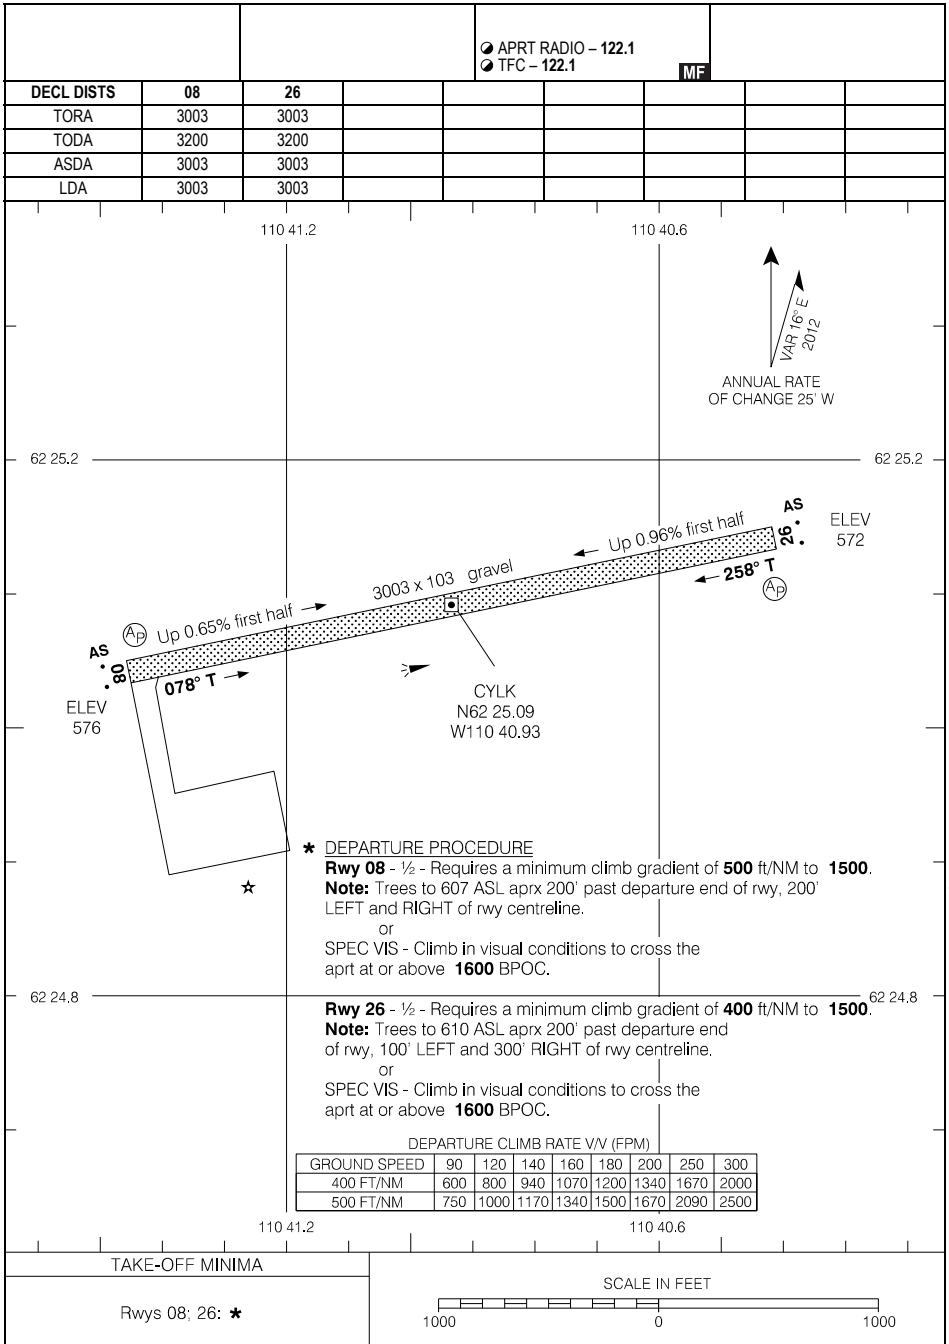 APRT RADIO – 122.1
TFC – 122.1
MF
DECL DISTS 08 26
TORA 3003 3003
TODA 3200 3200
ASDA 3003 3003
LDA 3003 3003
110 41.2 110 40.6
VAR 16° E
2012
ANNUAL RATE
OF CHANGE 25' W
62 25.2 62 25.2
AS
26
ELEV
572
Up 0.96% first half
258° T
AP
3003 x 103 gravel
Up 0.65% first half
AP
AS
08
078° T
ELEV
576
CYLK
N62 25.09
W110 40.93
* DEPARTURE PROCEDURE
Rwy 08 - ½ - Requires a minimum climb gradient of 500 ft/NM to 1500.
Note: Trees to 607 ASL aprx 200' past departure end of rwy, 200'
LEFT and RIGHT of rwy centreline.
or
SPEC VIS - Climb in visual conditions to cross the
aprt at or above 1600 BPOC.
62 24.8 62 24.8
Rwy 26 - ½ - Requires a minimum climb gradient of 400 ft/NM to 1500.
Note: Trees to 610 ASL aprx 200' past departure end
of rwy, 100' LEFT and 300' RIGHT of rwy centreline.
or
SPEC VIS - Climb in visual conditions to cross the
aprt at or above 1600 BPOC.
DEPARTURE CLIMB RATE V/V (FPM)
GROUND SPEED 90 120 140 160 180 200 250 300
400 FT/NM 600 800 940 1070 1200 1340 1670 2000
500 FT/NM 750 1000 1170 1340 1500 1670 2090 2500
110 41.2 110 40.6
TAKE-OFF MINIMA
Rwys 08; 26: *
SCALE IN FEET
1000 0 1000